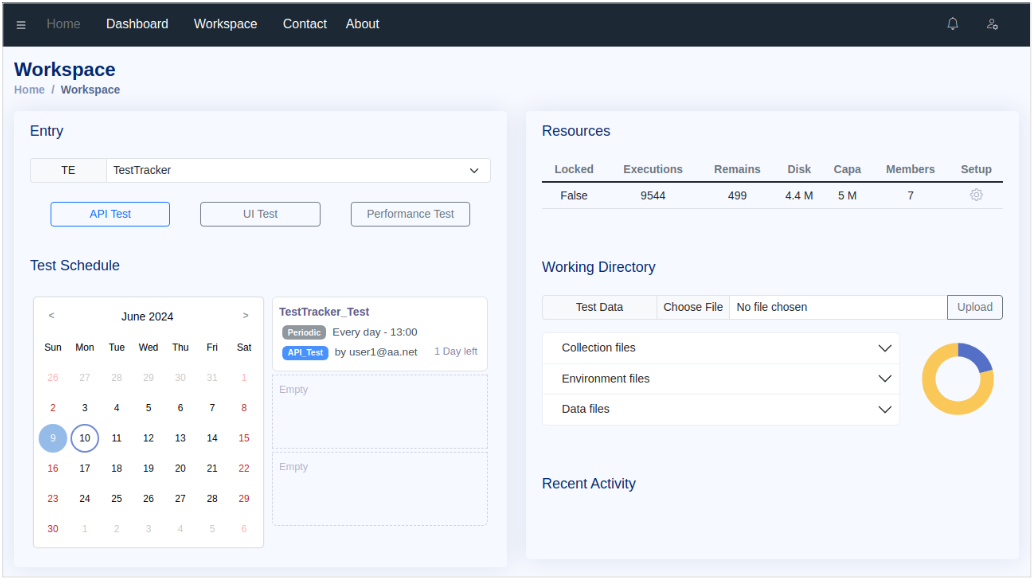 Home Dashboard Workspace Contact About
Workspace
Home / Workspace
Entry
TE TestTracker
API Test UI Test Performance Test
Test Schedule
< June 2024 >
Sun Mon Tue Wed Thu Fri Sat
26 27 28 29 30 31 1
2 3 4 5 6 7 8
9 10 11 12 13 14 15
16 17 18 19 20 21 22
23 24 25 26 27 28 29
30 1 2 3 4 5 6
TestTracker_Test
Periodic Every day - 13:00
API_Test by user1@aa.net 1 Day left
Empty
Empty
Resources
Locked Executions Remains Disk Capa Members Setup
False 9544 499 4.4 M 5 M 7
Working Directory
Test Data Choose File No file chosen Upload
Collection files
Environment files
Data files
Recent Activity